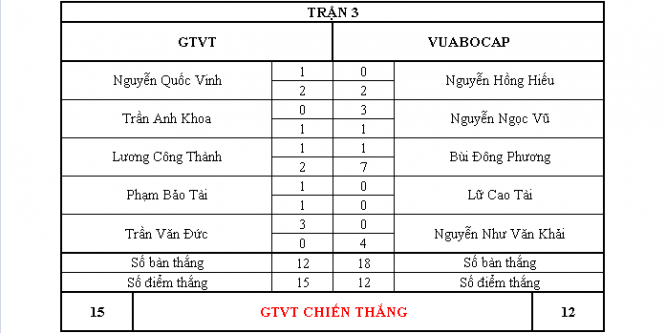 TRẬN 3
GTVT VUABOCAP
Nguyễn Quốc Vinh 1 0 Nguyễn Hồng Hiếu
2 2
Trần Anh Khoa 0 3 Nguyễn Ngọc Vũ
1 1
Lương Công Thành 1 1 Bùi Đông Phương
2 7
Phạm Bảo Tài 1 0 Lữ Cao Tài
1 0
Trần Văn Đức 3 0 Nguyễn Như Văn Khải
0 4
Số bàn thắng 12 18 Số bàn thắng
Số điểm thắng 15 12 Số điểm thắng
15 GTVT CHIẾN THẮNG 12